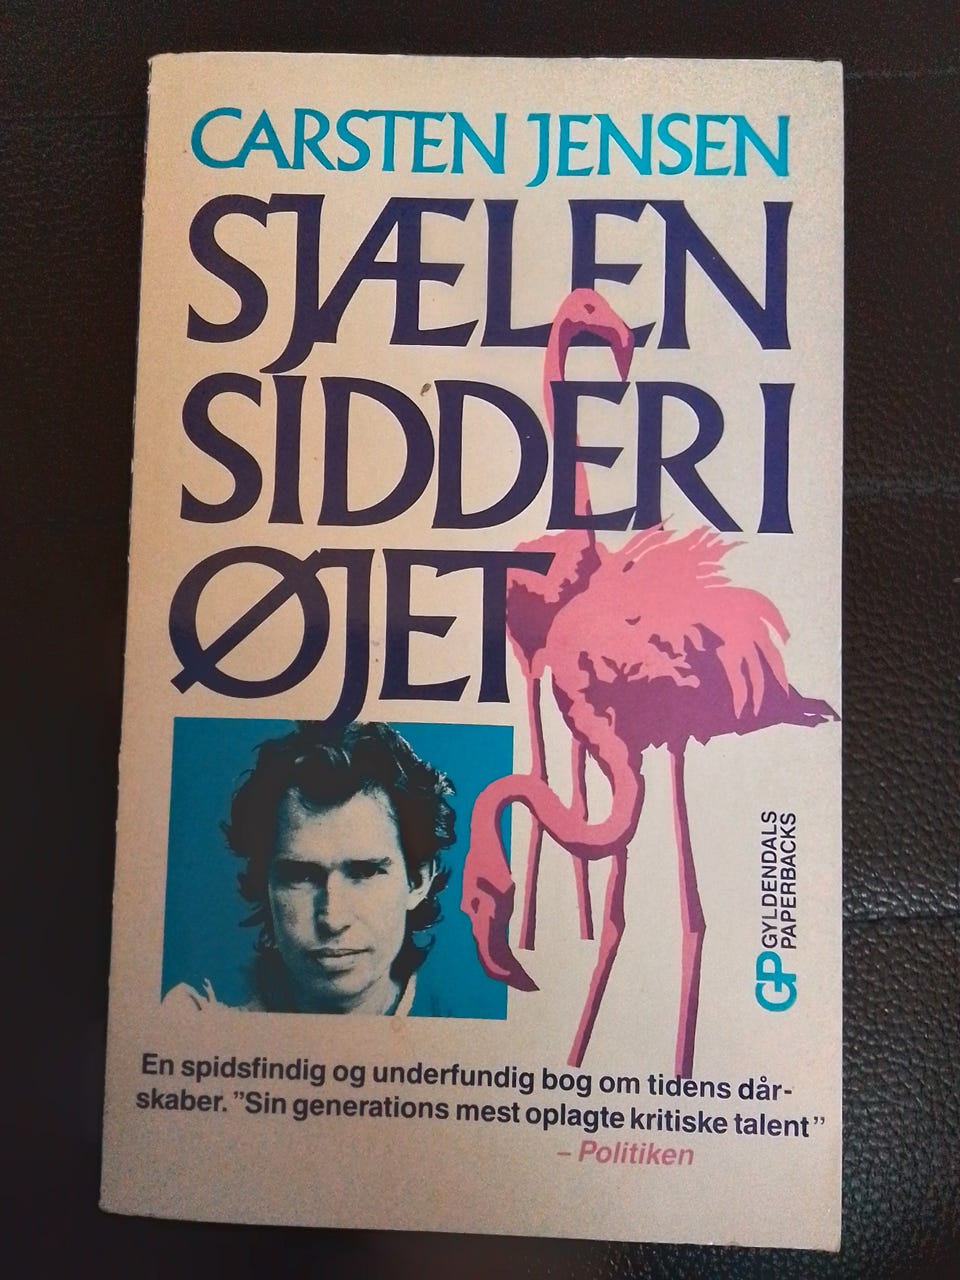 CARSTEN JENSEN
SJÆLEN
SIDDER I
ØJET
GP GYLDENDALS
PAPERBACKS
En spidsfindig og underfundig bog om tidens dår-
skaber. ”Sin generations mest oplagte kritiske talent”
– Politiken